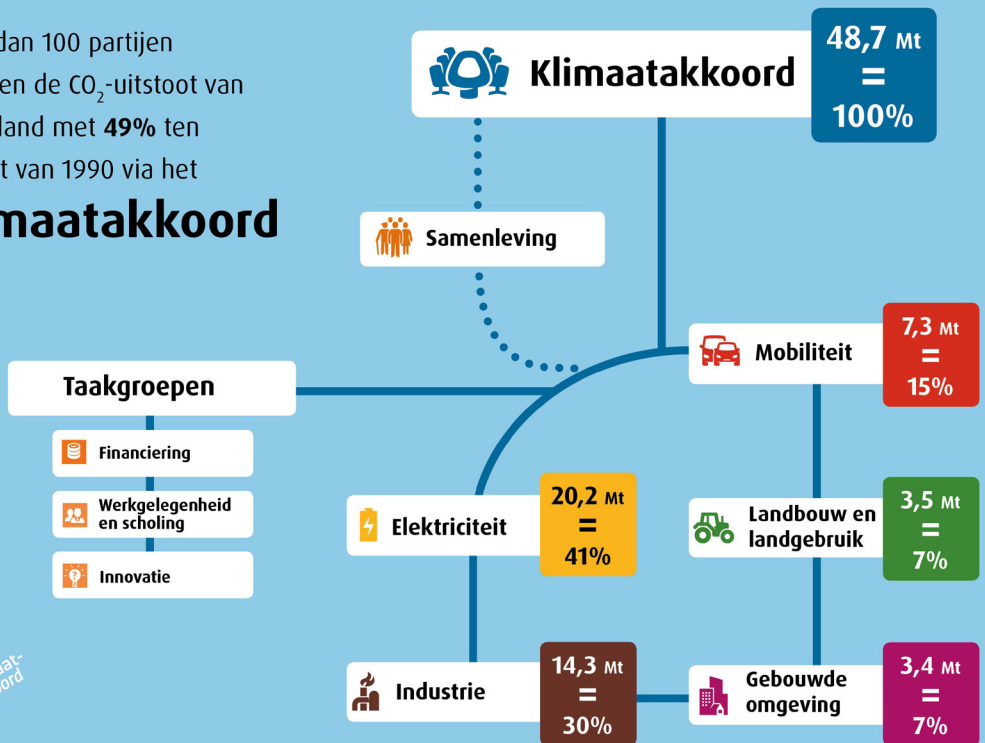 dan 100 partijen
en de CO₂-uitstoot van
land met 49% ten
t van 1990 via het
maatakkoord
Klimaatakkoord
48,7 Mt
=
100%
Samenleving
Mobiliteit
7,3 Mt
=
15%
Taakgroepen
Financiering
Werkgelegenheid
en scholing
Innovatie
Elektriciteit
20,2 Mt
=
41%
Landbouw en
landgebruik
3,5 Mt
=
7%
Industrie
14,3 Mt
=
30%
Gebouwde
omgeving
3,4 Mt
=
7%
aat-
oord